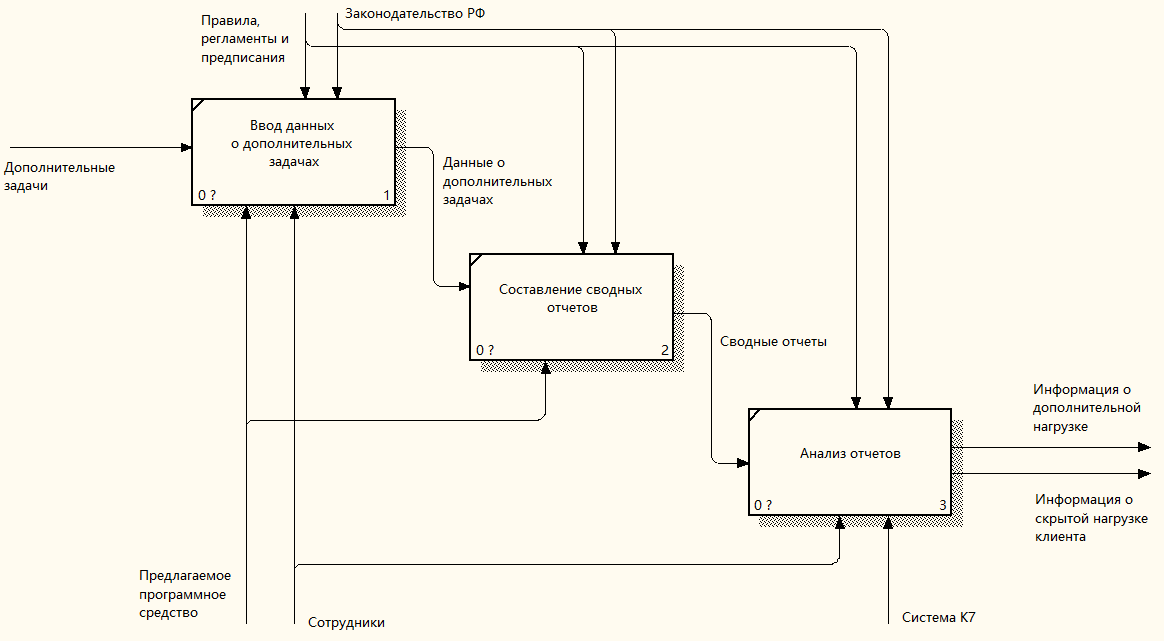 Правила,
регламенты и
предписания
Законодательство РФ
Дополнительные
задачи
Ввод данных
о дополнительных
задачах
0 ?
1
Данные о
дополнительных
задачах
Составление сводных
отчетов
0 ?
2
Сводные отчеты
Анализ отчетов
0 ?
3
Информация о
дополнительной
нагрузке
Информация о
скрытой нагрузке
клиента
Предлагаемое
программное
средство
Сотрудники
Система К7